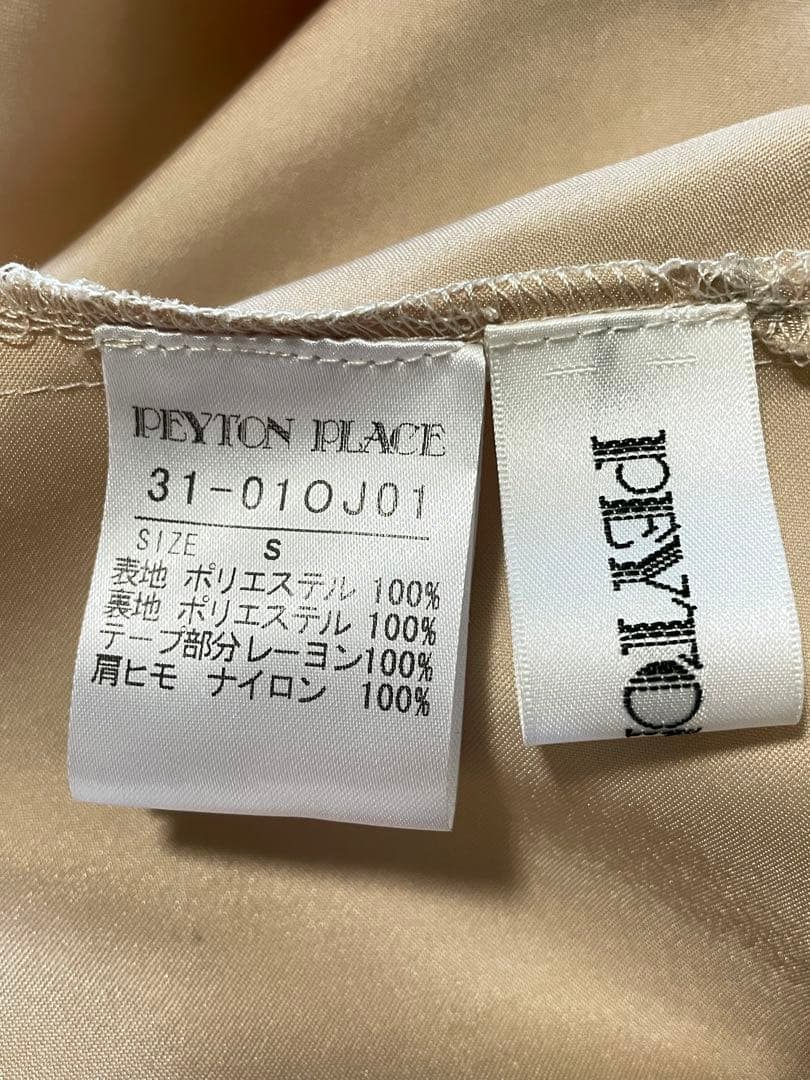 PEYTON PLACE
31-01OJ01
SIZE S
表地 ポリエステル 100%
裏地 ポリエステル 100%
テープ部分レーヨン100%
肩ヒモ ナイロン 100%
PEYTO